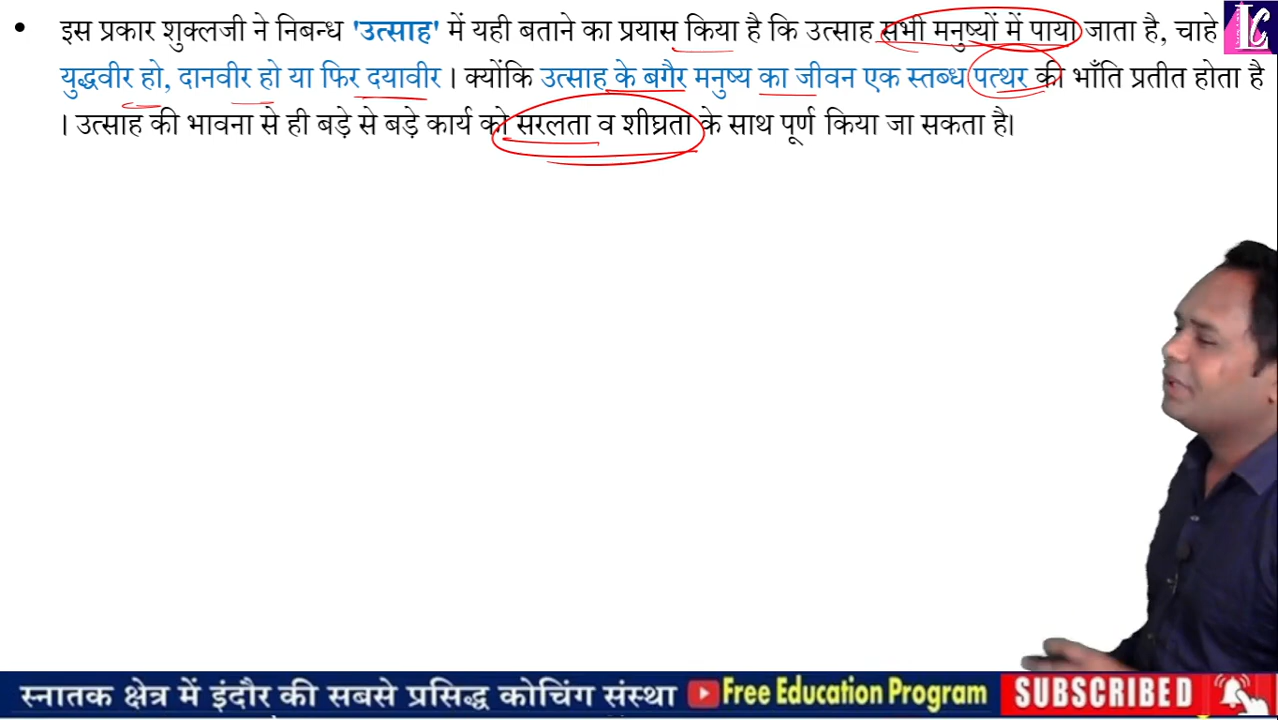 • इस प्रकार शुक्लजी ने निबन्ध 'उत्साह' में यही बताने का प्रयास किया है कि उत्साह सभी मनुष्यों में पाया जाता है, चाहे
युद्धवीर हो, दानवीर हो या फिर दयावीर । क्योंकि उत्साह के बगैर मनुष्य का जीवन एक स्तब्ध पत्थर की भाँति प्रतीत होता है
। उत्साह की भावना से ही बड़े से बड़े कार्य को सरलता व शीघ्रता के साथ पूर्ण किया जा सकता है।
LC
स्नातक क्षेत्र में इंदौर की सबसे प्रसिद्ध कोचिंग संस्था Free Education Program SUBSCRIBED